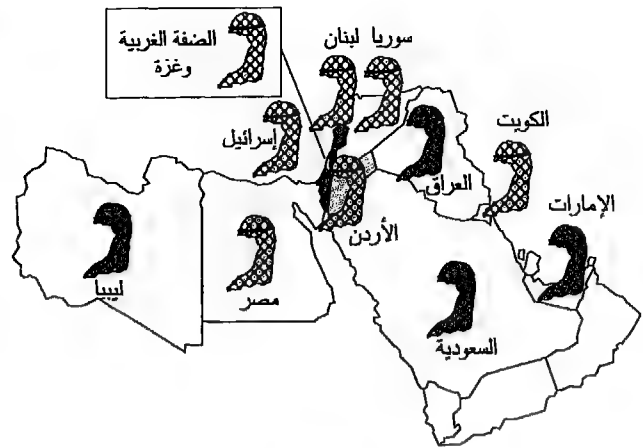 الضفة الغربية
وغزة
سوريا لبنان
الكويت
إسرائيل
العراق
الإمارات
الأردن
ليبيا
مصر
السعودية